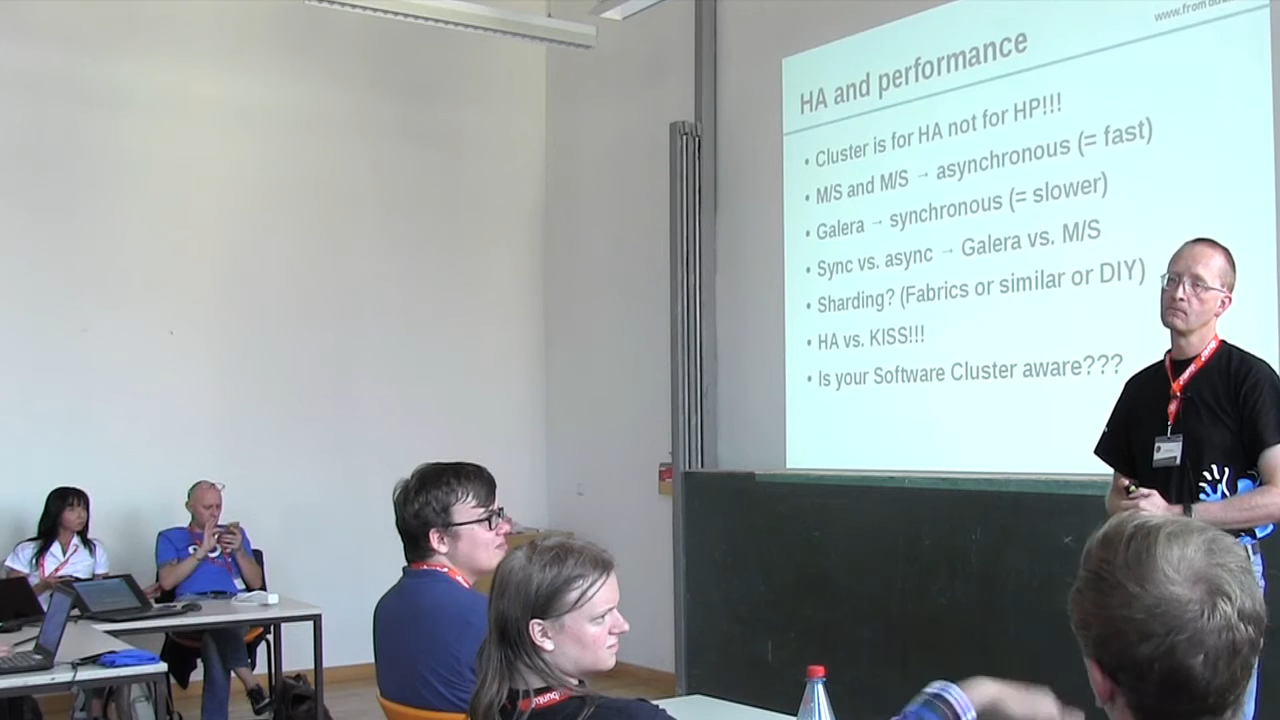 HA and performance
• Cluster is for HA not for HP!!!
• M/S and M/S → asynchronous (= fast)
• Galera → synchronous (= slower)
• Sync vs. async → Galera vs. M/S
• Sharding? (Fabrics or similar or DIY)
• HA vs. KISS!!!
• Is your Software Cluster aware???